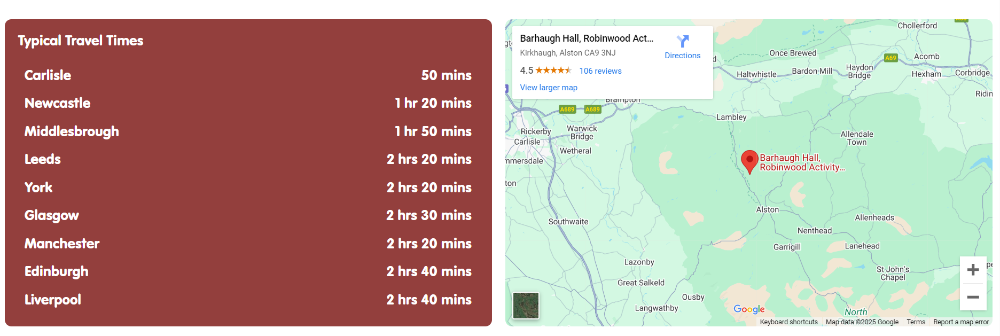 Typical Travel Times
Carlisle 50 mins
Newcastle 1 hr 20 mins
Middlesbrough 1 hr 50 mins
Leeds 2 hrs 20 mins
York 2 hrs 20 mins
Glasgow 2 hrs 30 mins
Manchester 2 hrs 20 mins
Edinburgh 2 hrs 40 mins
Liverpool 2 hrs 40 mins
Barhaugh Hall, Robinwood Act...
Kirkhaugh, Alston CA9 3NJ
4.5 106 reviews
View larger map
Directions
Chollerford
Once Brewed
A69
Acomb
Haltwhistle
Bardon Mill
Haydon
Bridge
Hexham
Corbridge
Ridin
Brampton
A689
A689
Lambley
Rickerby
Carlisle
Warwick
Bridge
Wetheral
Allendale
Town
mmersdale
Barhaugh Hall,
Robinwood Activity...
ton
Alston
Southwaite
Allenheads
Nenthead
Garrigill
Lanehead
Lazonby
St John's
Chapel
Great Salkeld
Ousby
Langwathby
Google
North
Keyboard shortcuts
Map data ©2025 Google
Terms
Report a map error